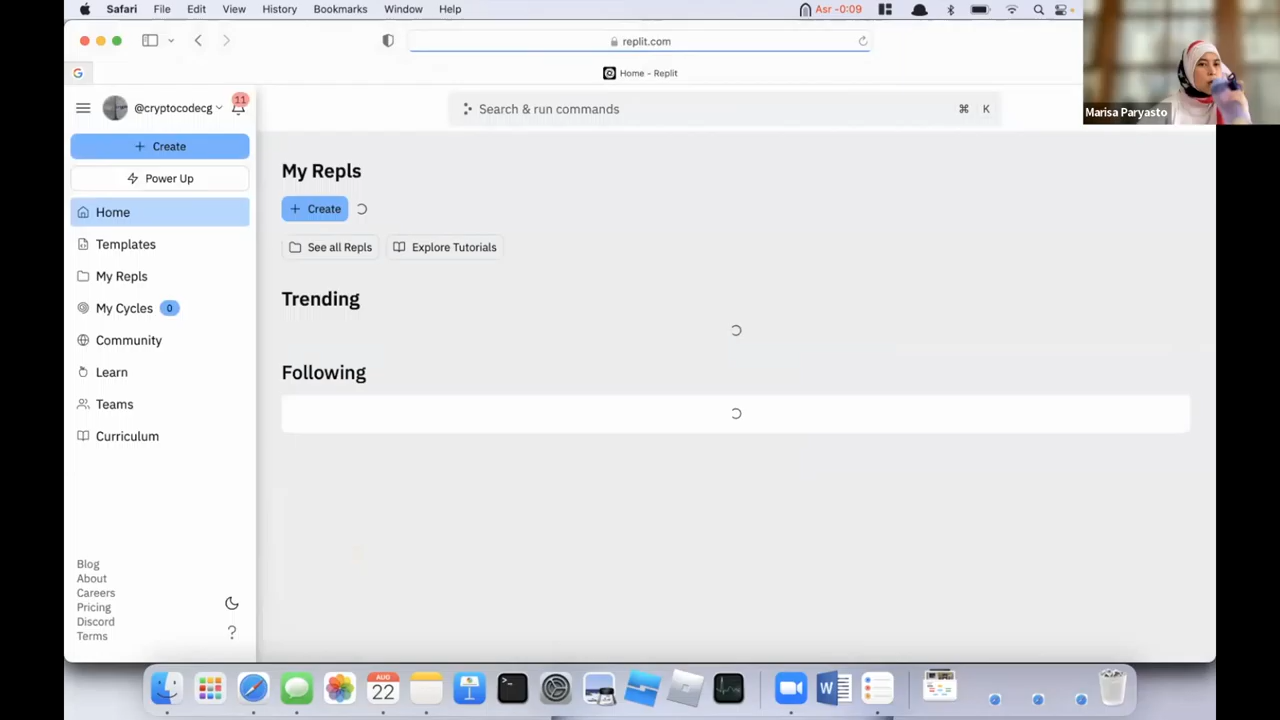 Safari File Edit View History Bookmarks Window Help Asr -0:09
replit.com
Home - Replit
@cryptocodecg 11
Search & run commands ⌘ K
Marisa Paryasto
+ Create
Power Up
Home
Templates
My Repls
My Cycles 0
Community
Learn
Teams
Curriculum
Blog
About
Careers
Pricing
Discord
Terms
?
My Repls
+ Create
See all Repls Explore Tutorials
Trending
Following
AUG
22